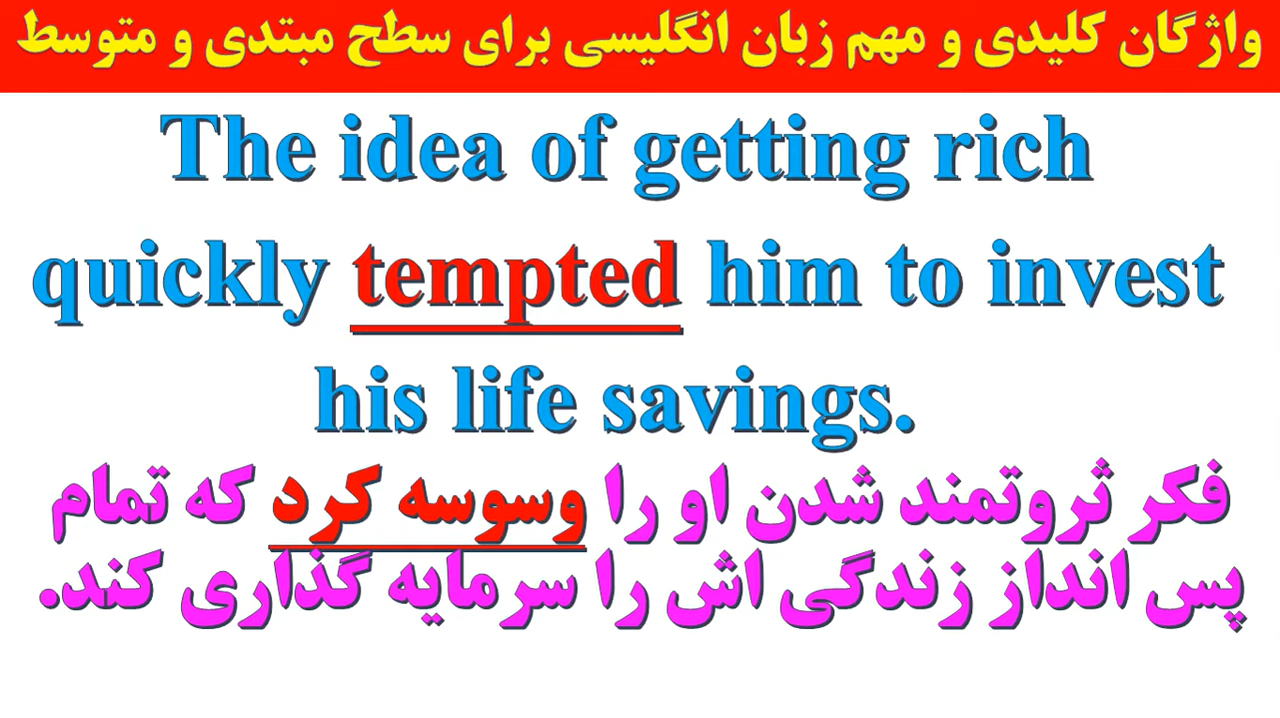 واژگان کلیدی و مهم زبان انگلیسی برای سطح مبتدی و متوسط
The idea of getting rich
quickly tempted him to invest
his life savings.
فکر ثروتمند شدن او را وسوسه کرد که تمام
پس انداز زندگی اش را سرمایه گذاری کند.